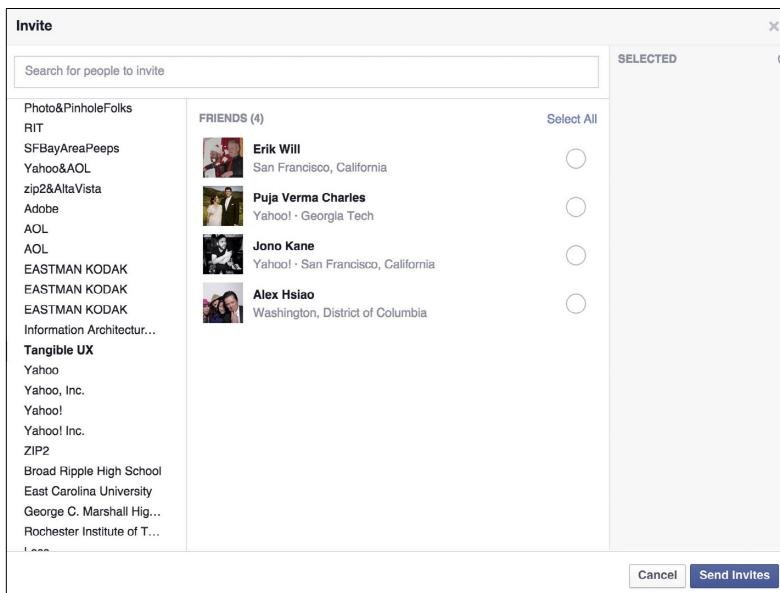 Invite
Search for people to invite
SELECTED
Photo&PinholeFolks
RIT
SFBayAreaPeeps
Yahoo&AOL
zip2&AltaVista
Adobe
AOL
AOL
EASTMAN KODAK
EASTMAN KODAK
EASTMAN KODAK
Information Architectur...
Tangible UX
Yahoo
Yahoo, Inc.
Yahoo!
Yahoo! Inc.
ZIP2
Broad Ripple High School
East Carolina University
George C. Marshall Hig...
Rochester Institute of T...
FRIENDS (4)
Select All
Erik Will
San Francisco, California
Puja Verma Charles
Yahoo! · Georgia Tech
Jono Kane
Yahoo! · San Francisco, California
Alex Hsiao
Washington, District of Columbia
Cancel
Send Invites